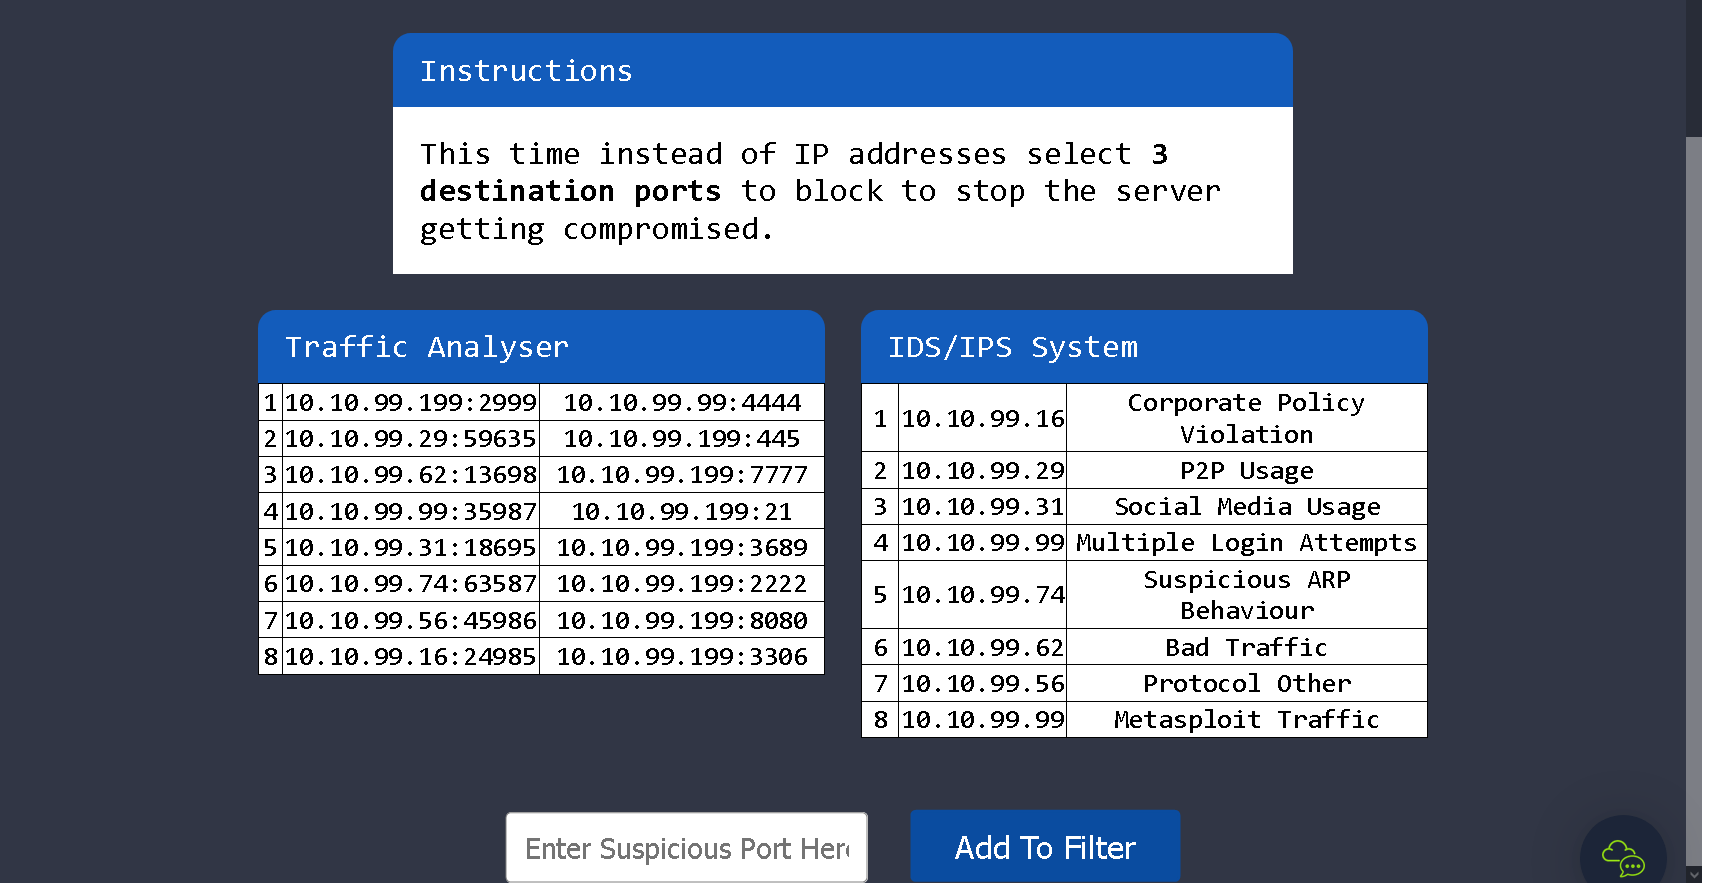 Instructions
This time instead of IP addresses select 3
destination ports to block to stop the server
getting compromised.
Traffic Analyser
1 10.10.99.199:2999 10.10.99.99:4444
2 10.10.99.29:59635 10.10.99.199:445
3 10.10.99.62:13698 10.10.99.199:7777
4 10.10.99.99:35987 10.10.99.199:21
5 10.10.99.31:18695 10.10.99.199:3689
6 10.10.99.74:63587 10.10.99.199:2222
7 10.10.99.56:45986 10.10.99.199:8080
8 10.10.99.16:24985 10.10.99.199:3306
IDS/IPS System
1 10.10.99.16 Corporate Policy
Violation
2 10.10.99.29 P2P Usage
3 10.10.99.31 Social Media Usage
4 10.10.99.99 Multiple Login Attempts
5 10.10.99.74 Suspicious ARP
Behaviour
6 10.10.99.62 Bad Traffic
7 10.10.99.56 Protocol Other
8 10.10.99.99 Metasploit Traffic
Enter Suspicious Port Her
Add To Filter